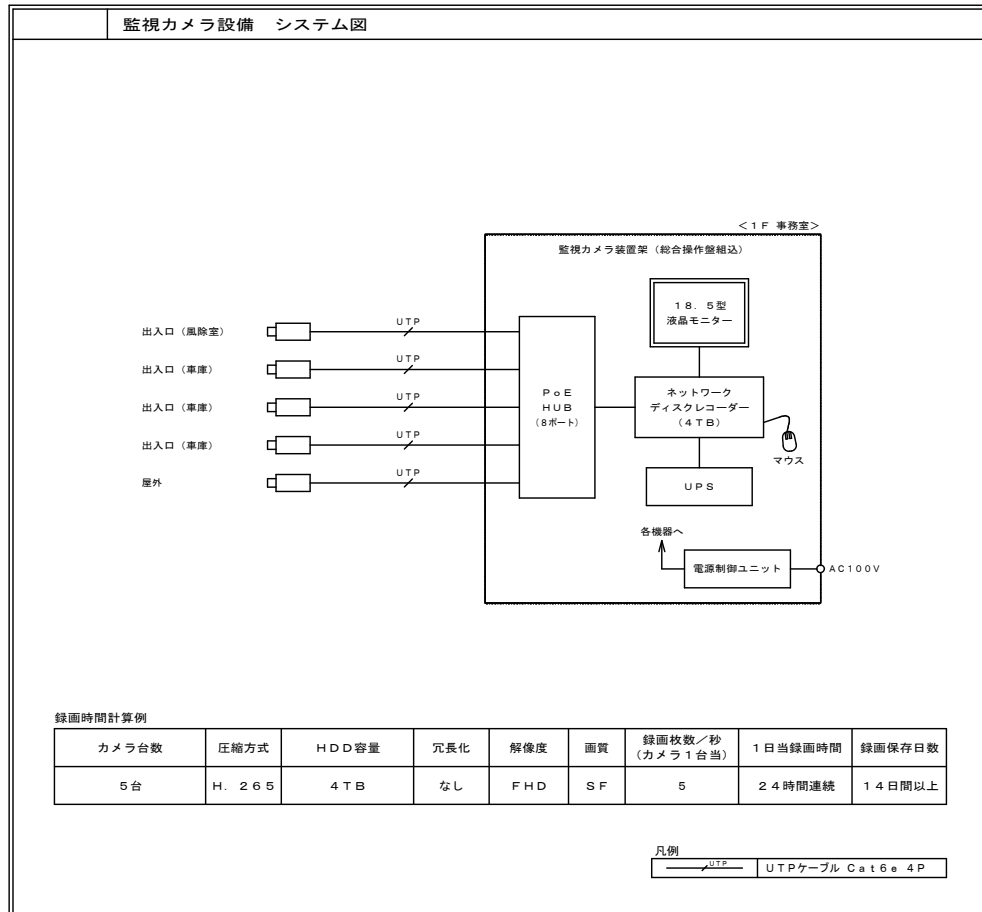 監視カメラ設備　システム図
＜１Ｆ 事務室＞
監視カメラ装置架（総合操作盤組込）
１８．５型
液晶モニター
出入口（風除室）
ＵＴＰ
出入口（車庫）
ＵＴＰ
出入口（車庫）
ＵＴＰ
出入口（車庫）
ＵＴＰ
屋外
ＵＴＰ
ＰｏＥ
ＨＵＢ
（8ポート）
ネットワーク
ディスクレコーダー
（４ＴＢ）
マウス
ＵＰＳ
各機器へ
電源制御ユニット
ＡＣ１００Ｖ
録画時間計算例
カメラ台数　圧縮方式　ＨＤＤ容量　冗長化　解像度　画質　録画枚数／秒（カメラ１台当）　１日当録画時間　録画保存日数
５台　Ｈ．２６５　４ＴＢ　なし　ＦＨＤ　ＳＦ　５　２４時間連続　１４日間以上
凡例
ＵＴＰ　ＵＴＰケーブル Ｃａｔ６ｅ ４Ｐ